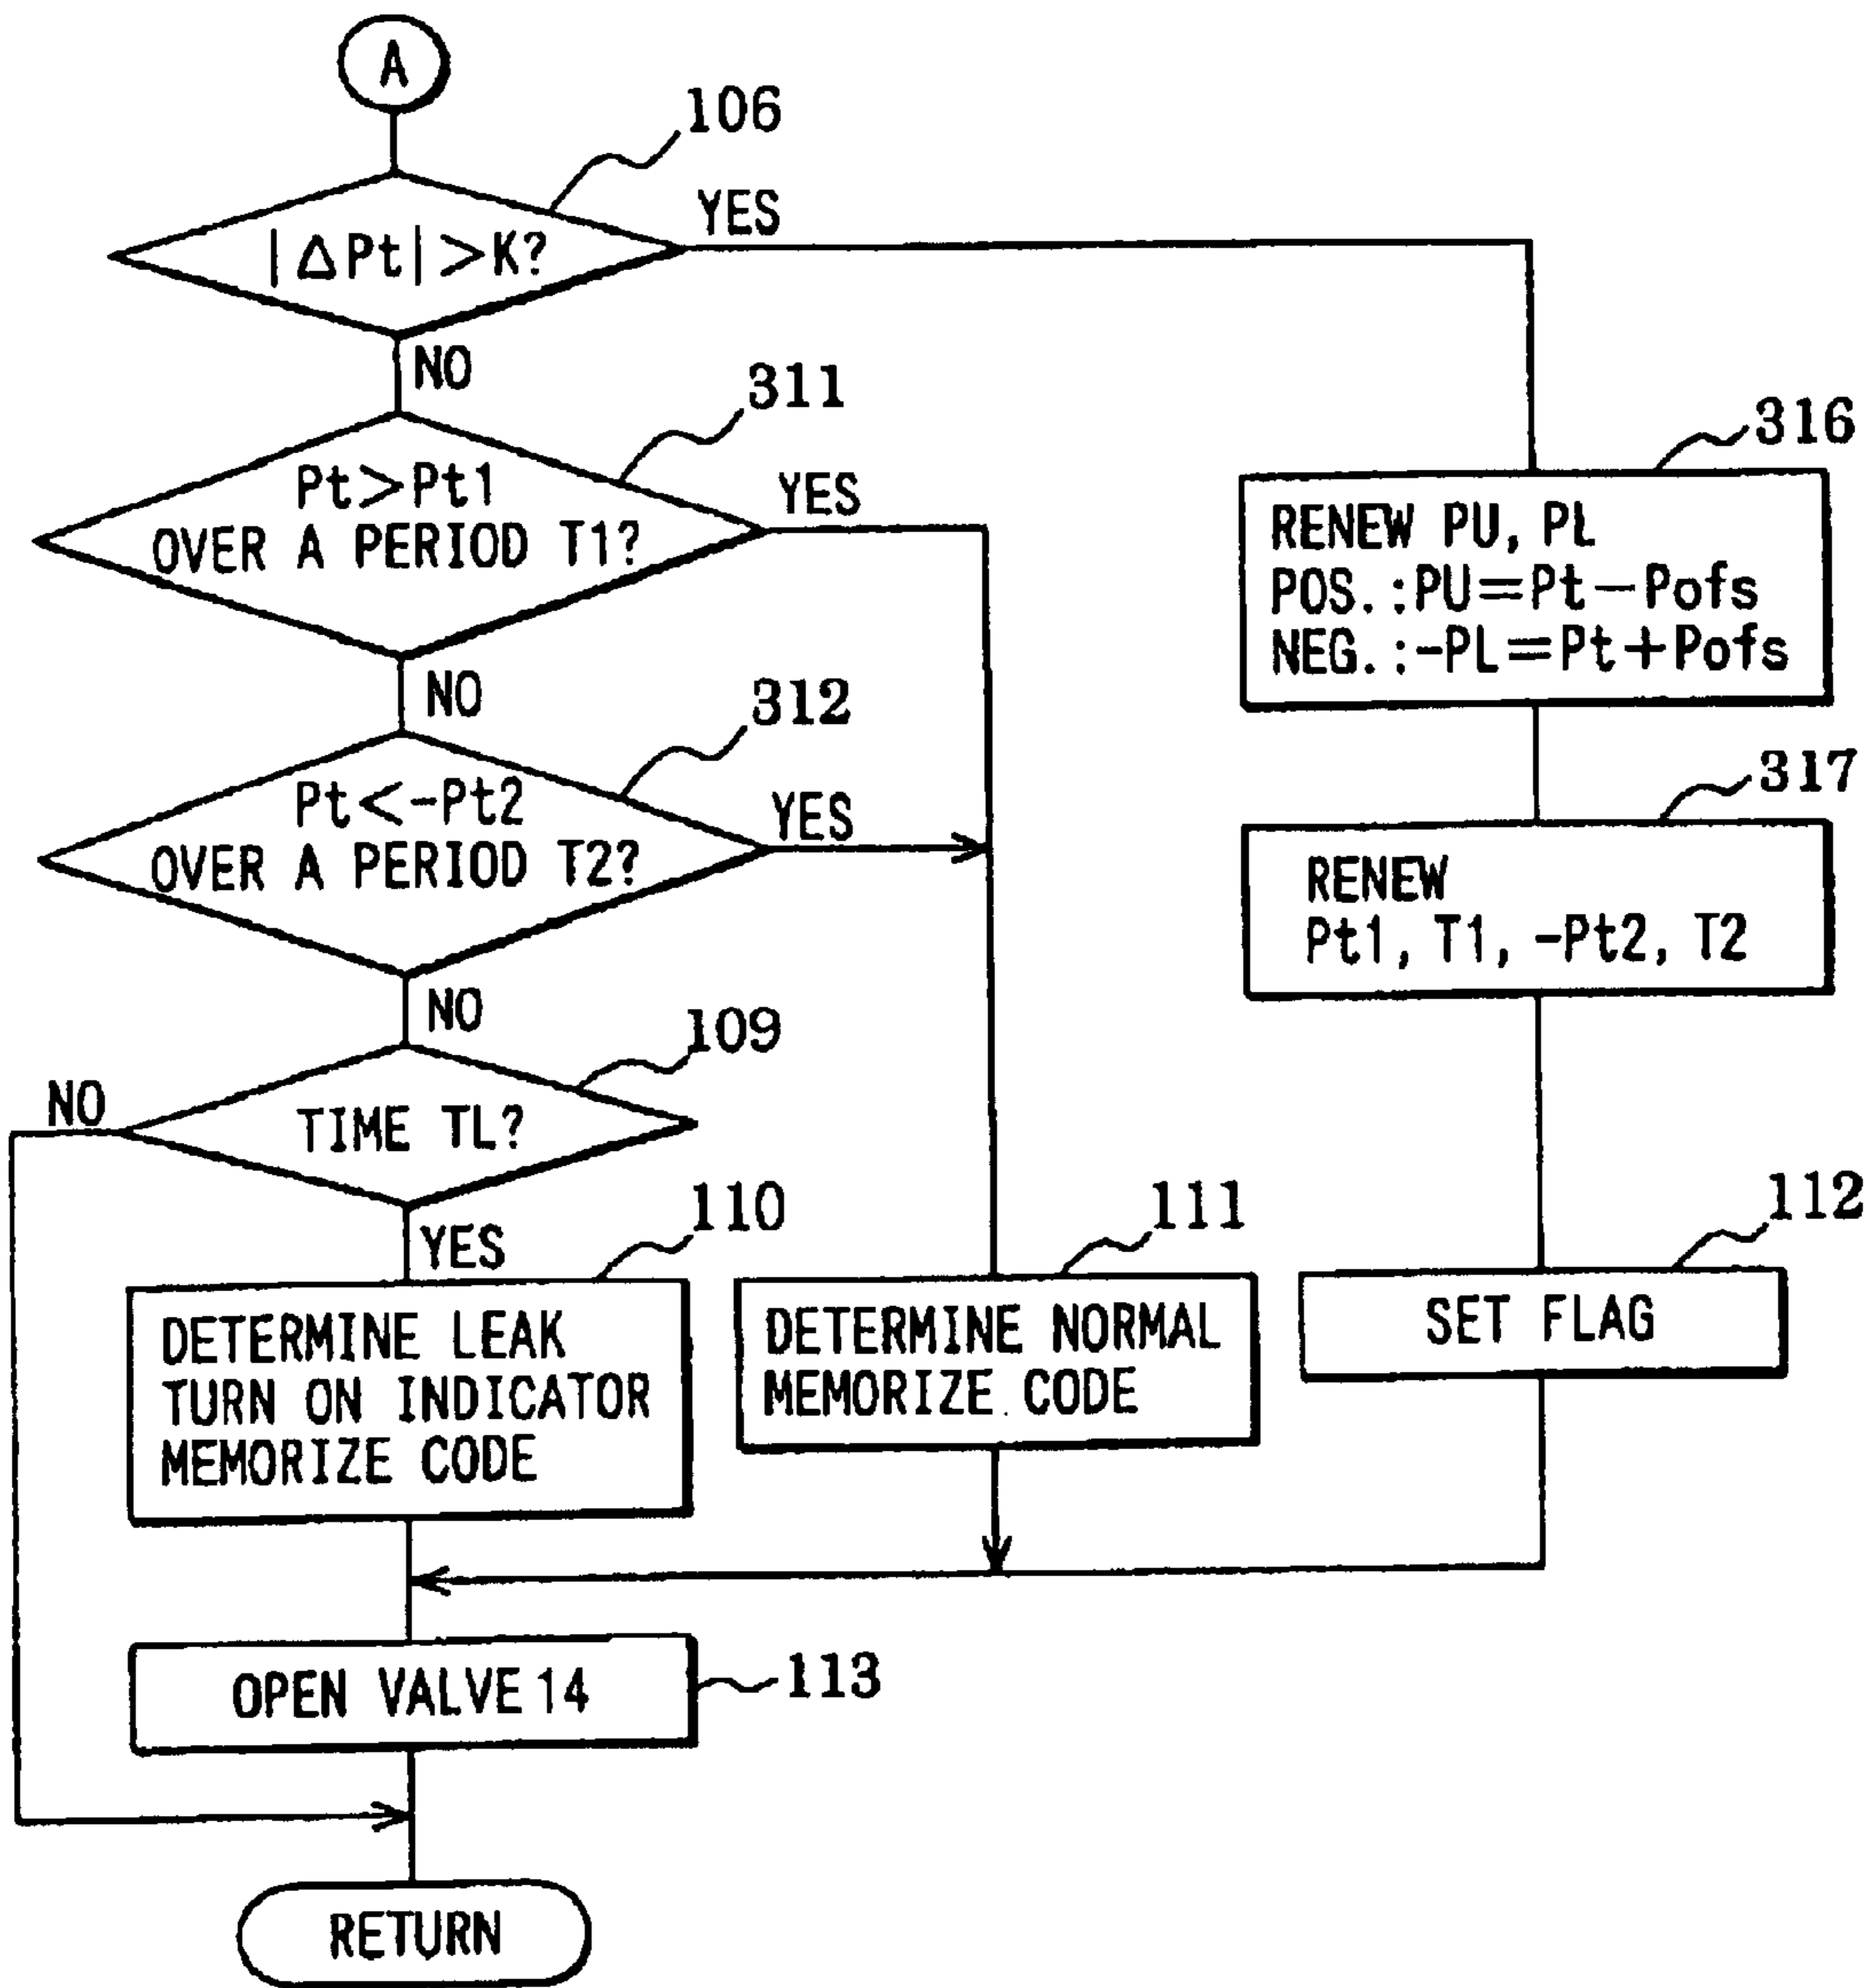 A
106
|ΔPt|>K?
YES
NO
311
Pt>Pt1
OVER A PERIOD T1?
YES
316
RENEW PU, PL
POS.:PU=Pt-Pofs
NEG.:-PL=Pt+Pofs
NO
312
Pt<-Pt2
OVER A PERIOD T2?
YES
317
RENEW
Pt1, T1, -Pt2, T2
NO
109
TIME TL?
NO
YES
110
DETERMINE LEAK
TURN ON INDICATOR
MEMORIZE CODE
111
DETERMINE NORMAL
MEMORIZE CODE
112
SET FLAG
OPEN VALVE 14
113
RETURN